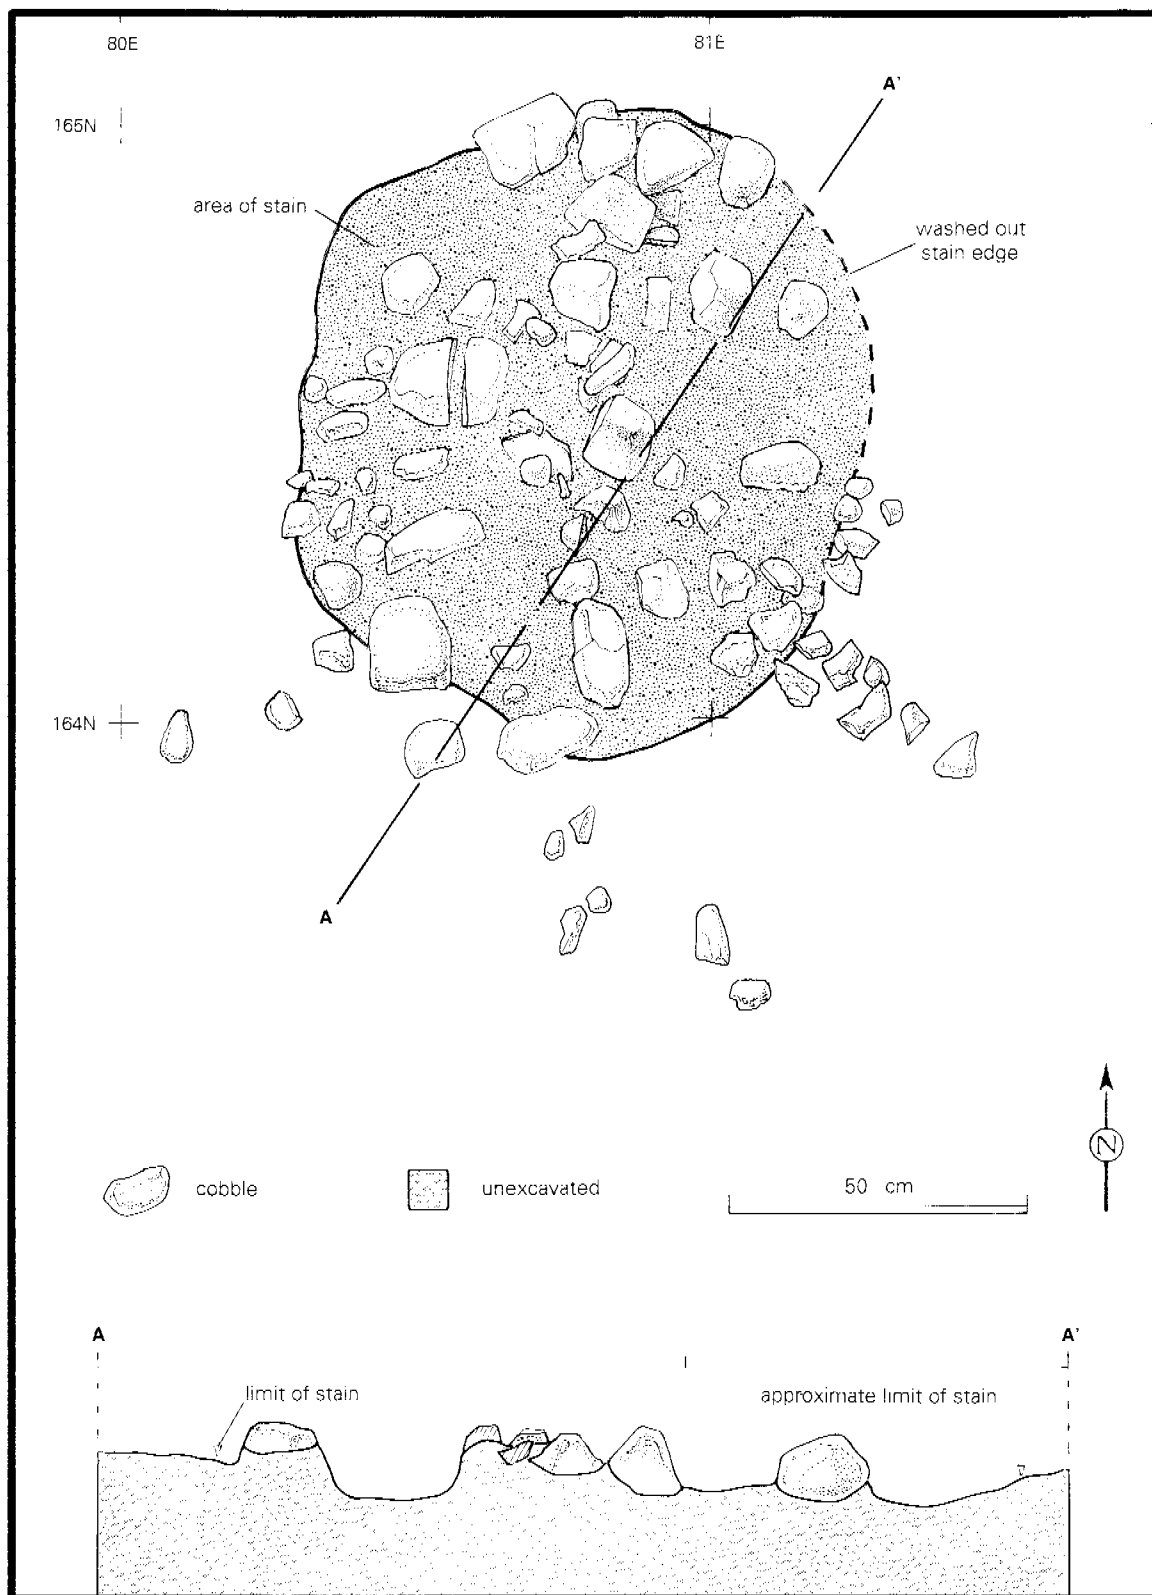 80E
81E
A'
165N
area of stain
washed out
stain edge
164N
A
N
cobble
unexcavated
50 cm
A
A'
limit of stain
approximate limit of stain